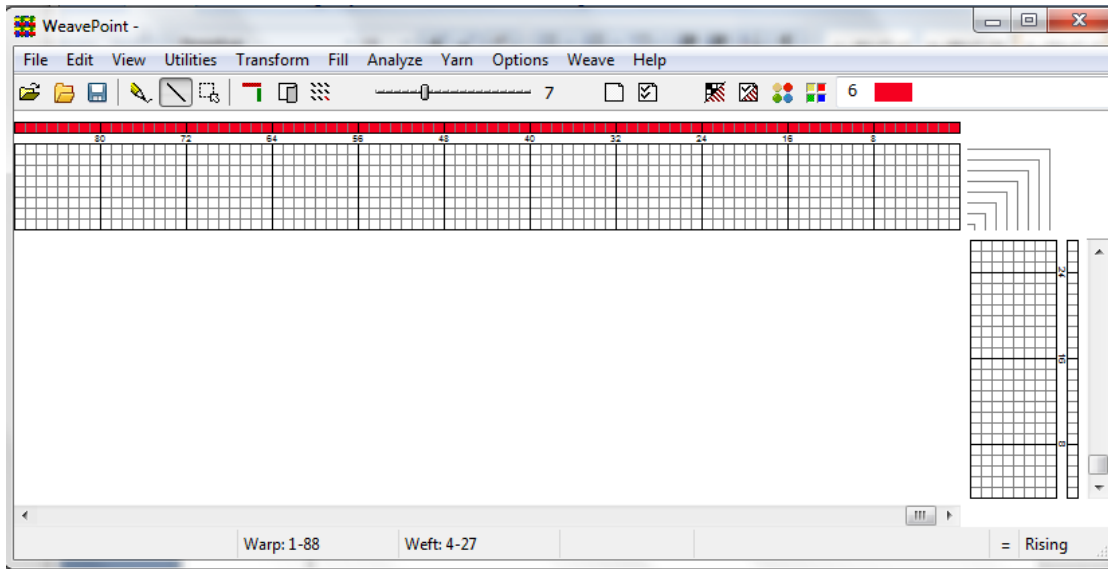 WeavePoint -
File Edit View Utilities Transform Fill Analyze Yarn Options Weave Help
7 6
80 72 64 56 48 40 32 24 16 8
24
16
8
Warp: 1-88 Weft: 4-27 = Rising